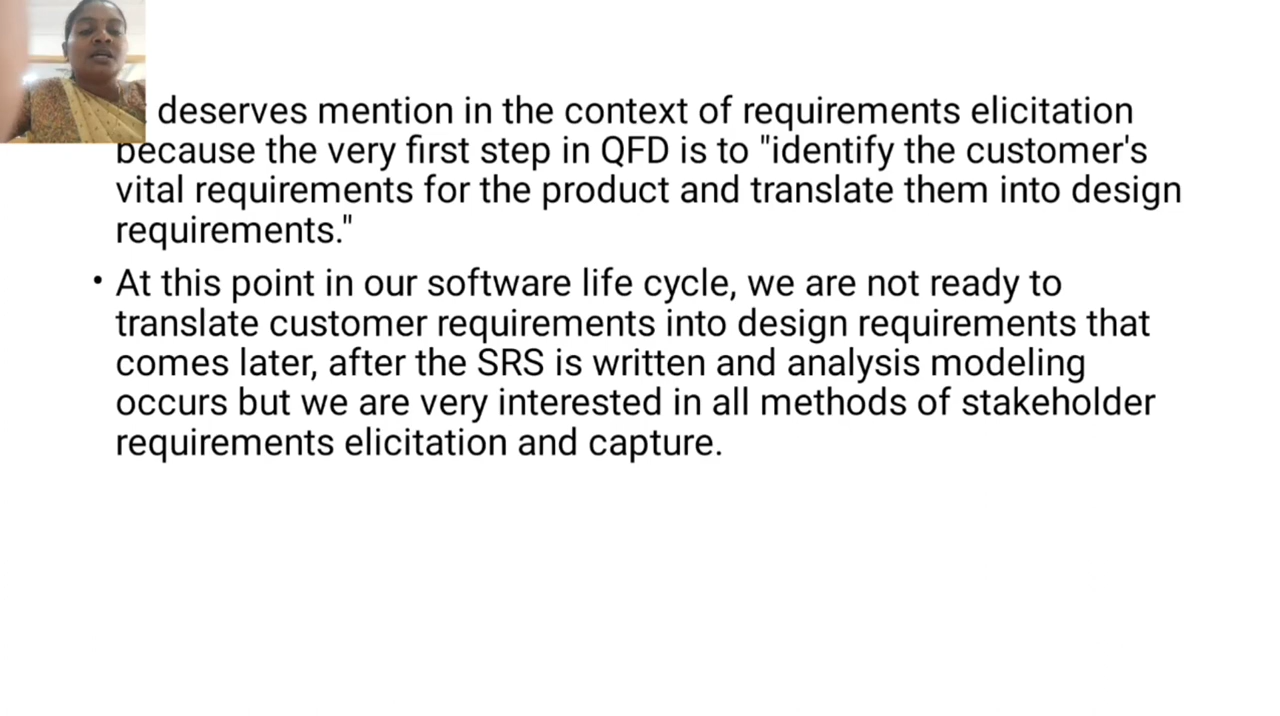 deserves mention in the context of requirements elicitation
because the very first step in QFD is to "identify the customer's
vital requirements for the product and translate them into design
requirements."
• At this point in our software life cycle, we are not ready to
translate customer requirements into design requirements that
comes later, after the SRS is written and analysis modeling
occurs but we are very interested in all methods of stakeholder
requirements elicitation and capture.